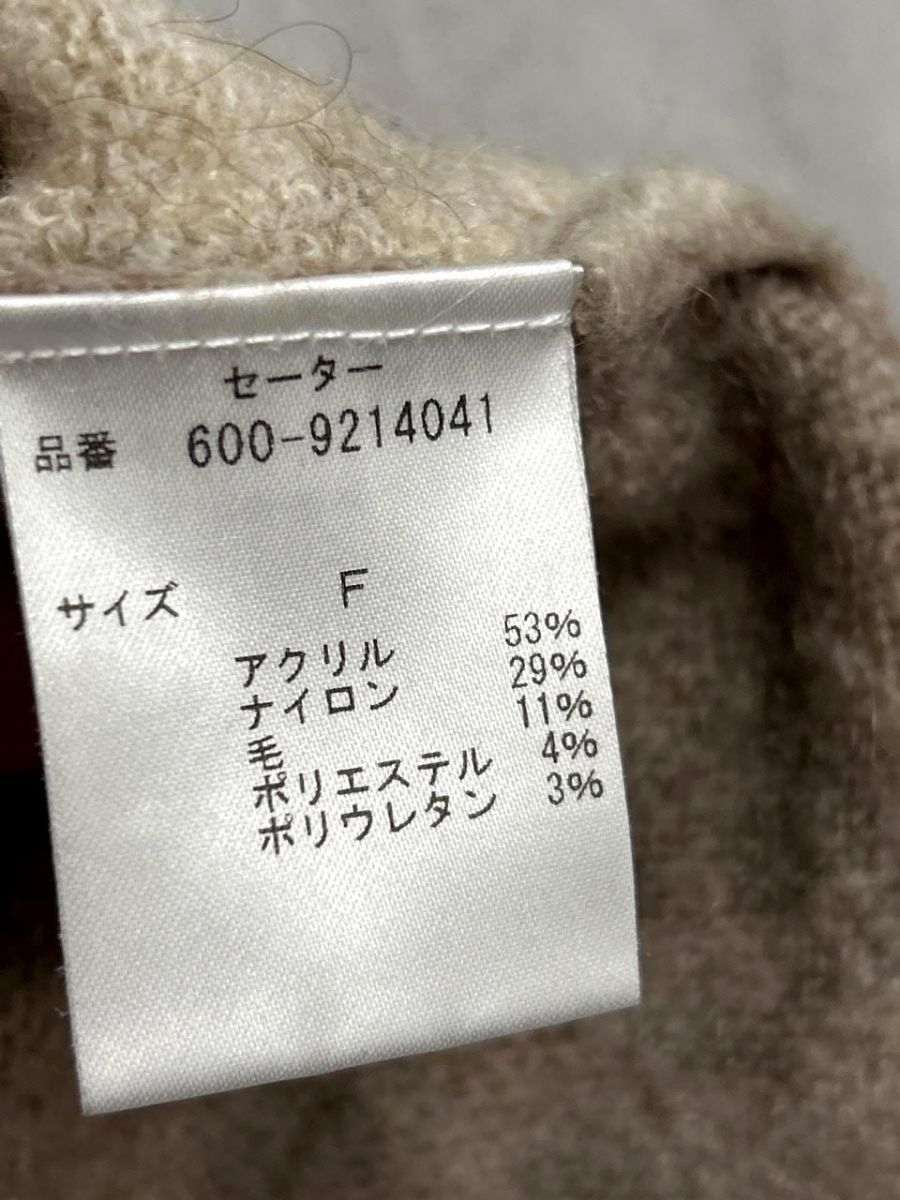 セーター
品番 600-9214041
サイズ F
アクリル 53%
ナイロン 29%
毛 11%
ポリエステル 4%
ポリウレタン 3%